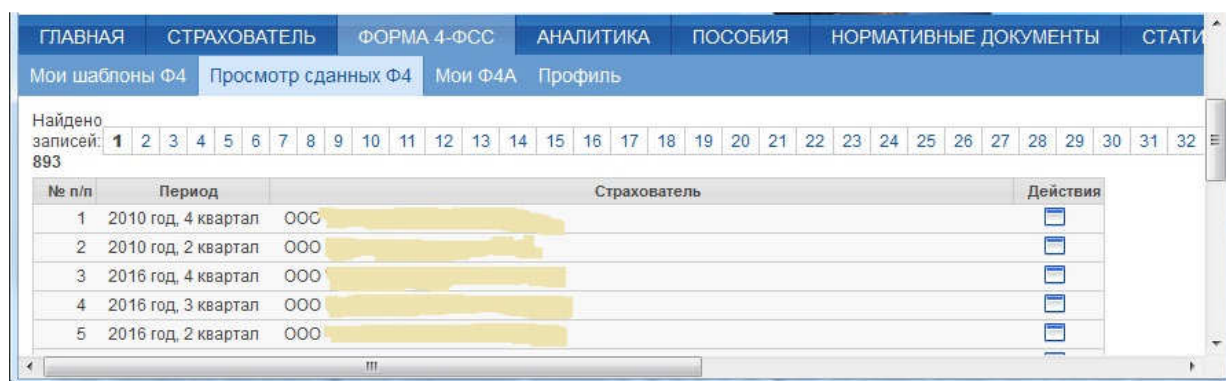 ГЛАВНАЯ СТРАХОВАТЕЛЬ ФОРМА 4-ФСС АНАЛИТИКА ПОСОБИЯ НОРМАТИВНЫЕ ДОКУМЕНТЫ СТАТИ
Мои шаблоны Ф4 Просмотр сданных Ф4 Мои Ф4А Профиль
Найдено
записей: 1 2 3 4 5 6 7 8 9 10 11 12 13 14 15 16 17 18 19 20 21 22 23 24 25 26 27 28 29 30 31 32
893
№ п/п Период Страхователь Действия
1 2010 год, 4 квартал ООО
2 2010 год, 2 квартал ООО
3 2016 год, 4 квартал ООО
4 2016 год, 3 квартал ООО
5 2016 год, 2 квартал ООО